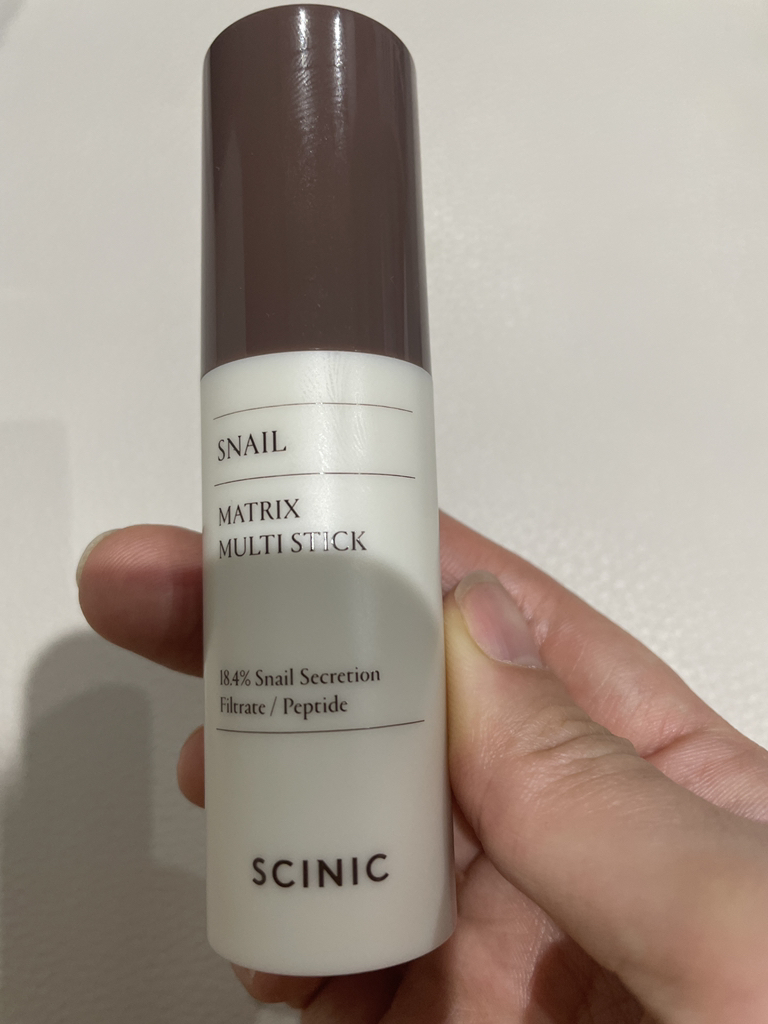 SNAIL
MATRIX
MULTI STICK
18.4% Snail Secretion
Filtrate / Peptide
SCINIC